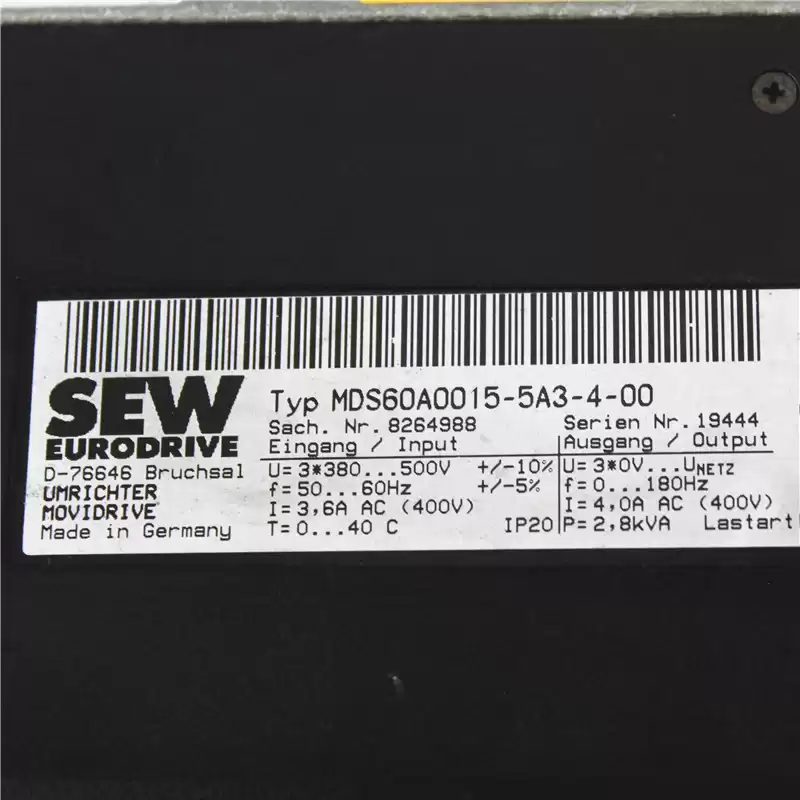 SEW
EURODRIVE
D-76646 Bruchsal
UMRICHTER
MOVIDRIVE
Made in Germany
Typ MDS60A0015-5A3-4-00
Sach. Nr. 8264988
Serien Nr. 19444
Eingang / Input
Ausgang / Output
U= 3*380...500V +/-10%
U= 3*0V...UNETZ
f= 50...60Hz +/-5%
f= 0...180Hz
I= 3,6A AC (400V)
I= 4,0A AC (400V)
T= 0...40 C IP20
P= 2,8kVA Lastart